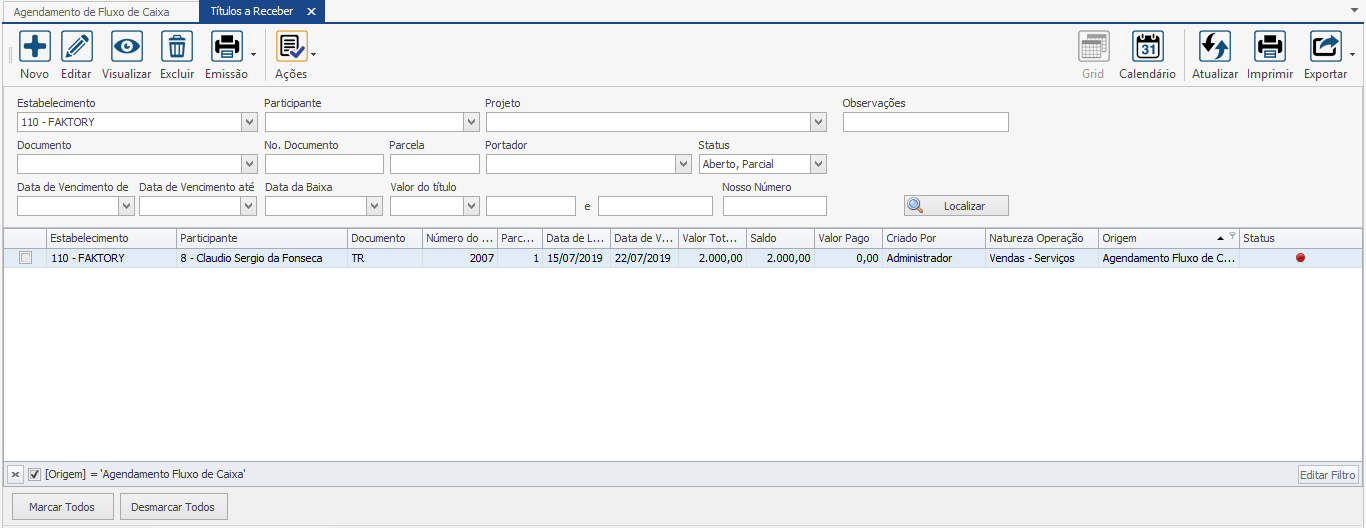 Agendamento de Fluxo de Caixa Títulos a Receber
Novo Editar Visualizar Excluir Emissão Ações Grid 31 Calendário Atualizar Imprimir Exportar
Estabelecimento Participante Projeto Observações
110 - FAKTORY
Documento No. Documento Parcela Portador Status
Aberto, Parcial
Data de Vencimento de Data de Vencimento até Data da Baixa Valor do título Nosso Número
e Localizar
Estabelecimento Participante Documento Número do ... Parc... Data de L... Data de V... Valor Tot... Saldo Valor Pago Criado Por Natureza Operação Origem Status
110 - FAKTORY 8 - Claudio Sergio da Fonseca TR 2007 1 15/07/2019 22/07/2019 2.000,00 2.000,00 0,00 Administrador Vendas - Serviços Agendamento Fluxo de C...
[Origem] = 'Agendamento Fluxo de Caixa' Editar Filtro
Marcar Todos Desmarcar Todos